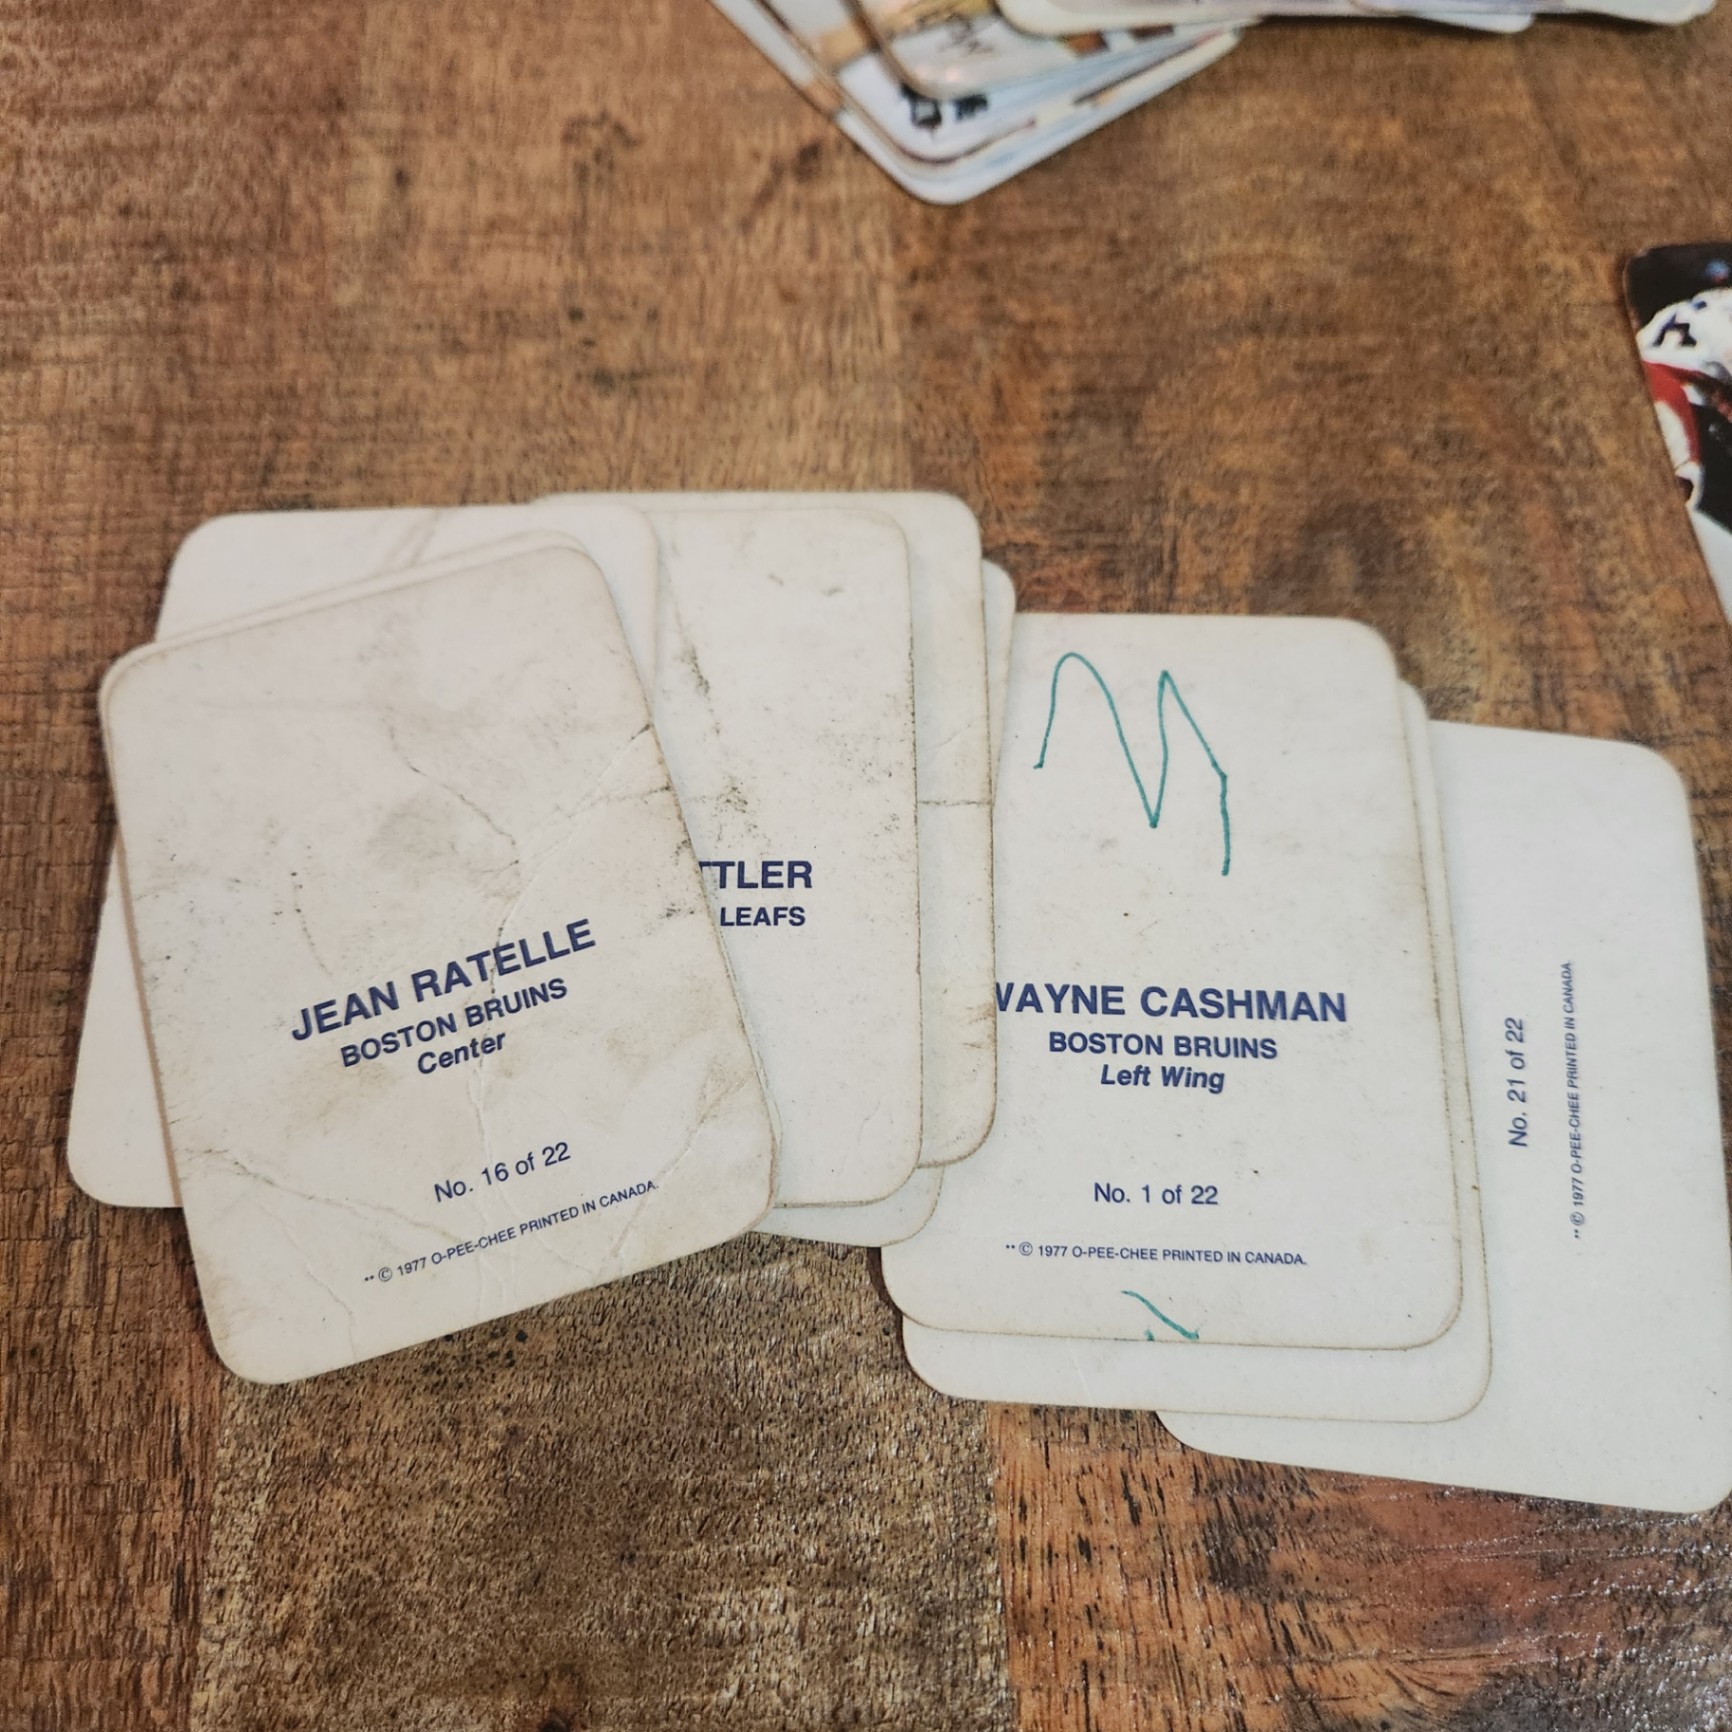 JEAN RATELLE
BOSTON BRUINS
Center
No. 16 of 22
** © 1977 O-PEE-CHEE PRINTED IN CANADA.
TTLER
LEAFS
WAYNE CASHMAN
BOSTON BRUINS
Left Wing
No. 1 of 22
** © 1977 O-PEE-CHEE PRINTED IN CANADA.
No. 21 of 22
** © 1977 O-PEE-CHEE PRINTED IN CANADA